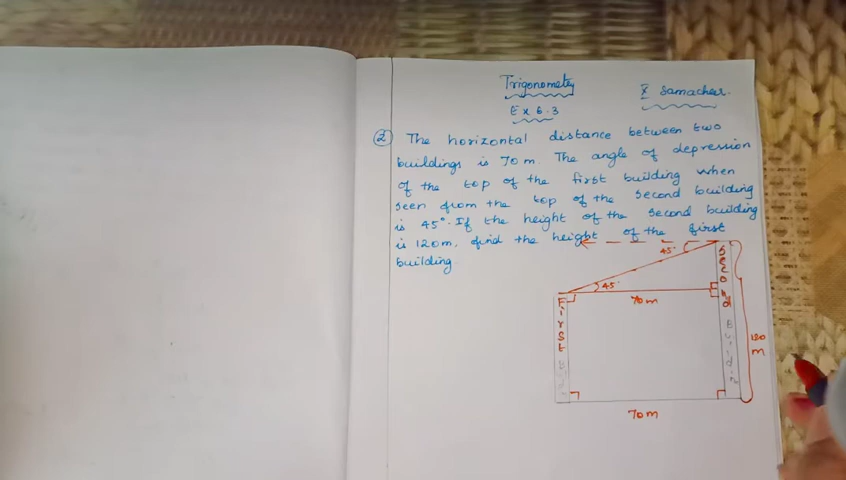 Trigonometry
X Samacheer.
Ex 6.3
② The horizontal distance between two
buildings is 70 m. The angle of depression
of the top of the first building when
seen from the top of the second building
is 45°. If the height of the second building
is 120m, find the height of the first
building.
45°
45°
70m
SECOND
First
120
m
70m